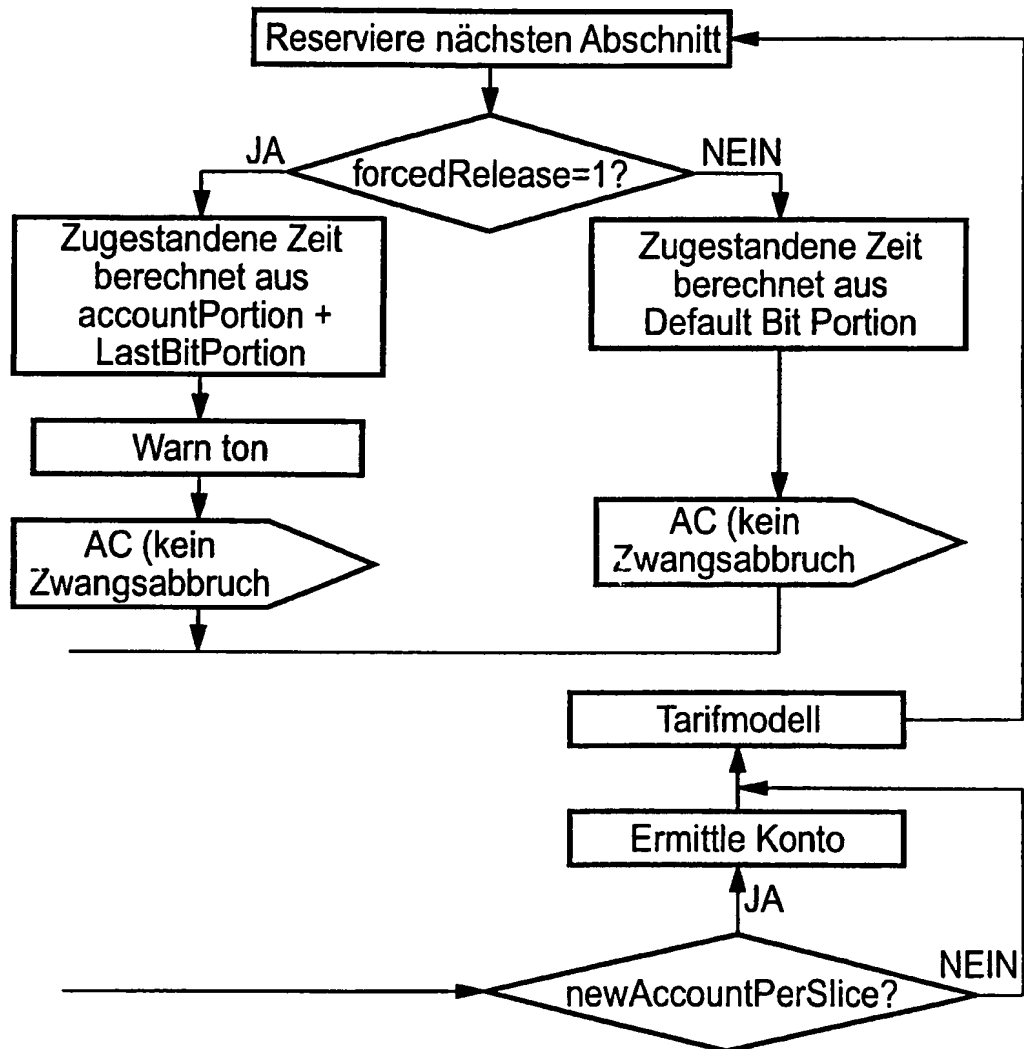 Reserviere nächsten Abschnitt
JA
NEIN
forcedRelease=1?
Zugestandene Zeit
berechnet aus
accountPortion +
LastBitPortion
Zugestandene Zeit
berechnet aus
Default Bit Portion
Warn ton
AC (kein
Zwangsabbruch
AC (kein
Zwangsabbruch
Tarifmodell
Ermittle Konto
JA
NEIN
newAccountPerSlice?